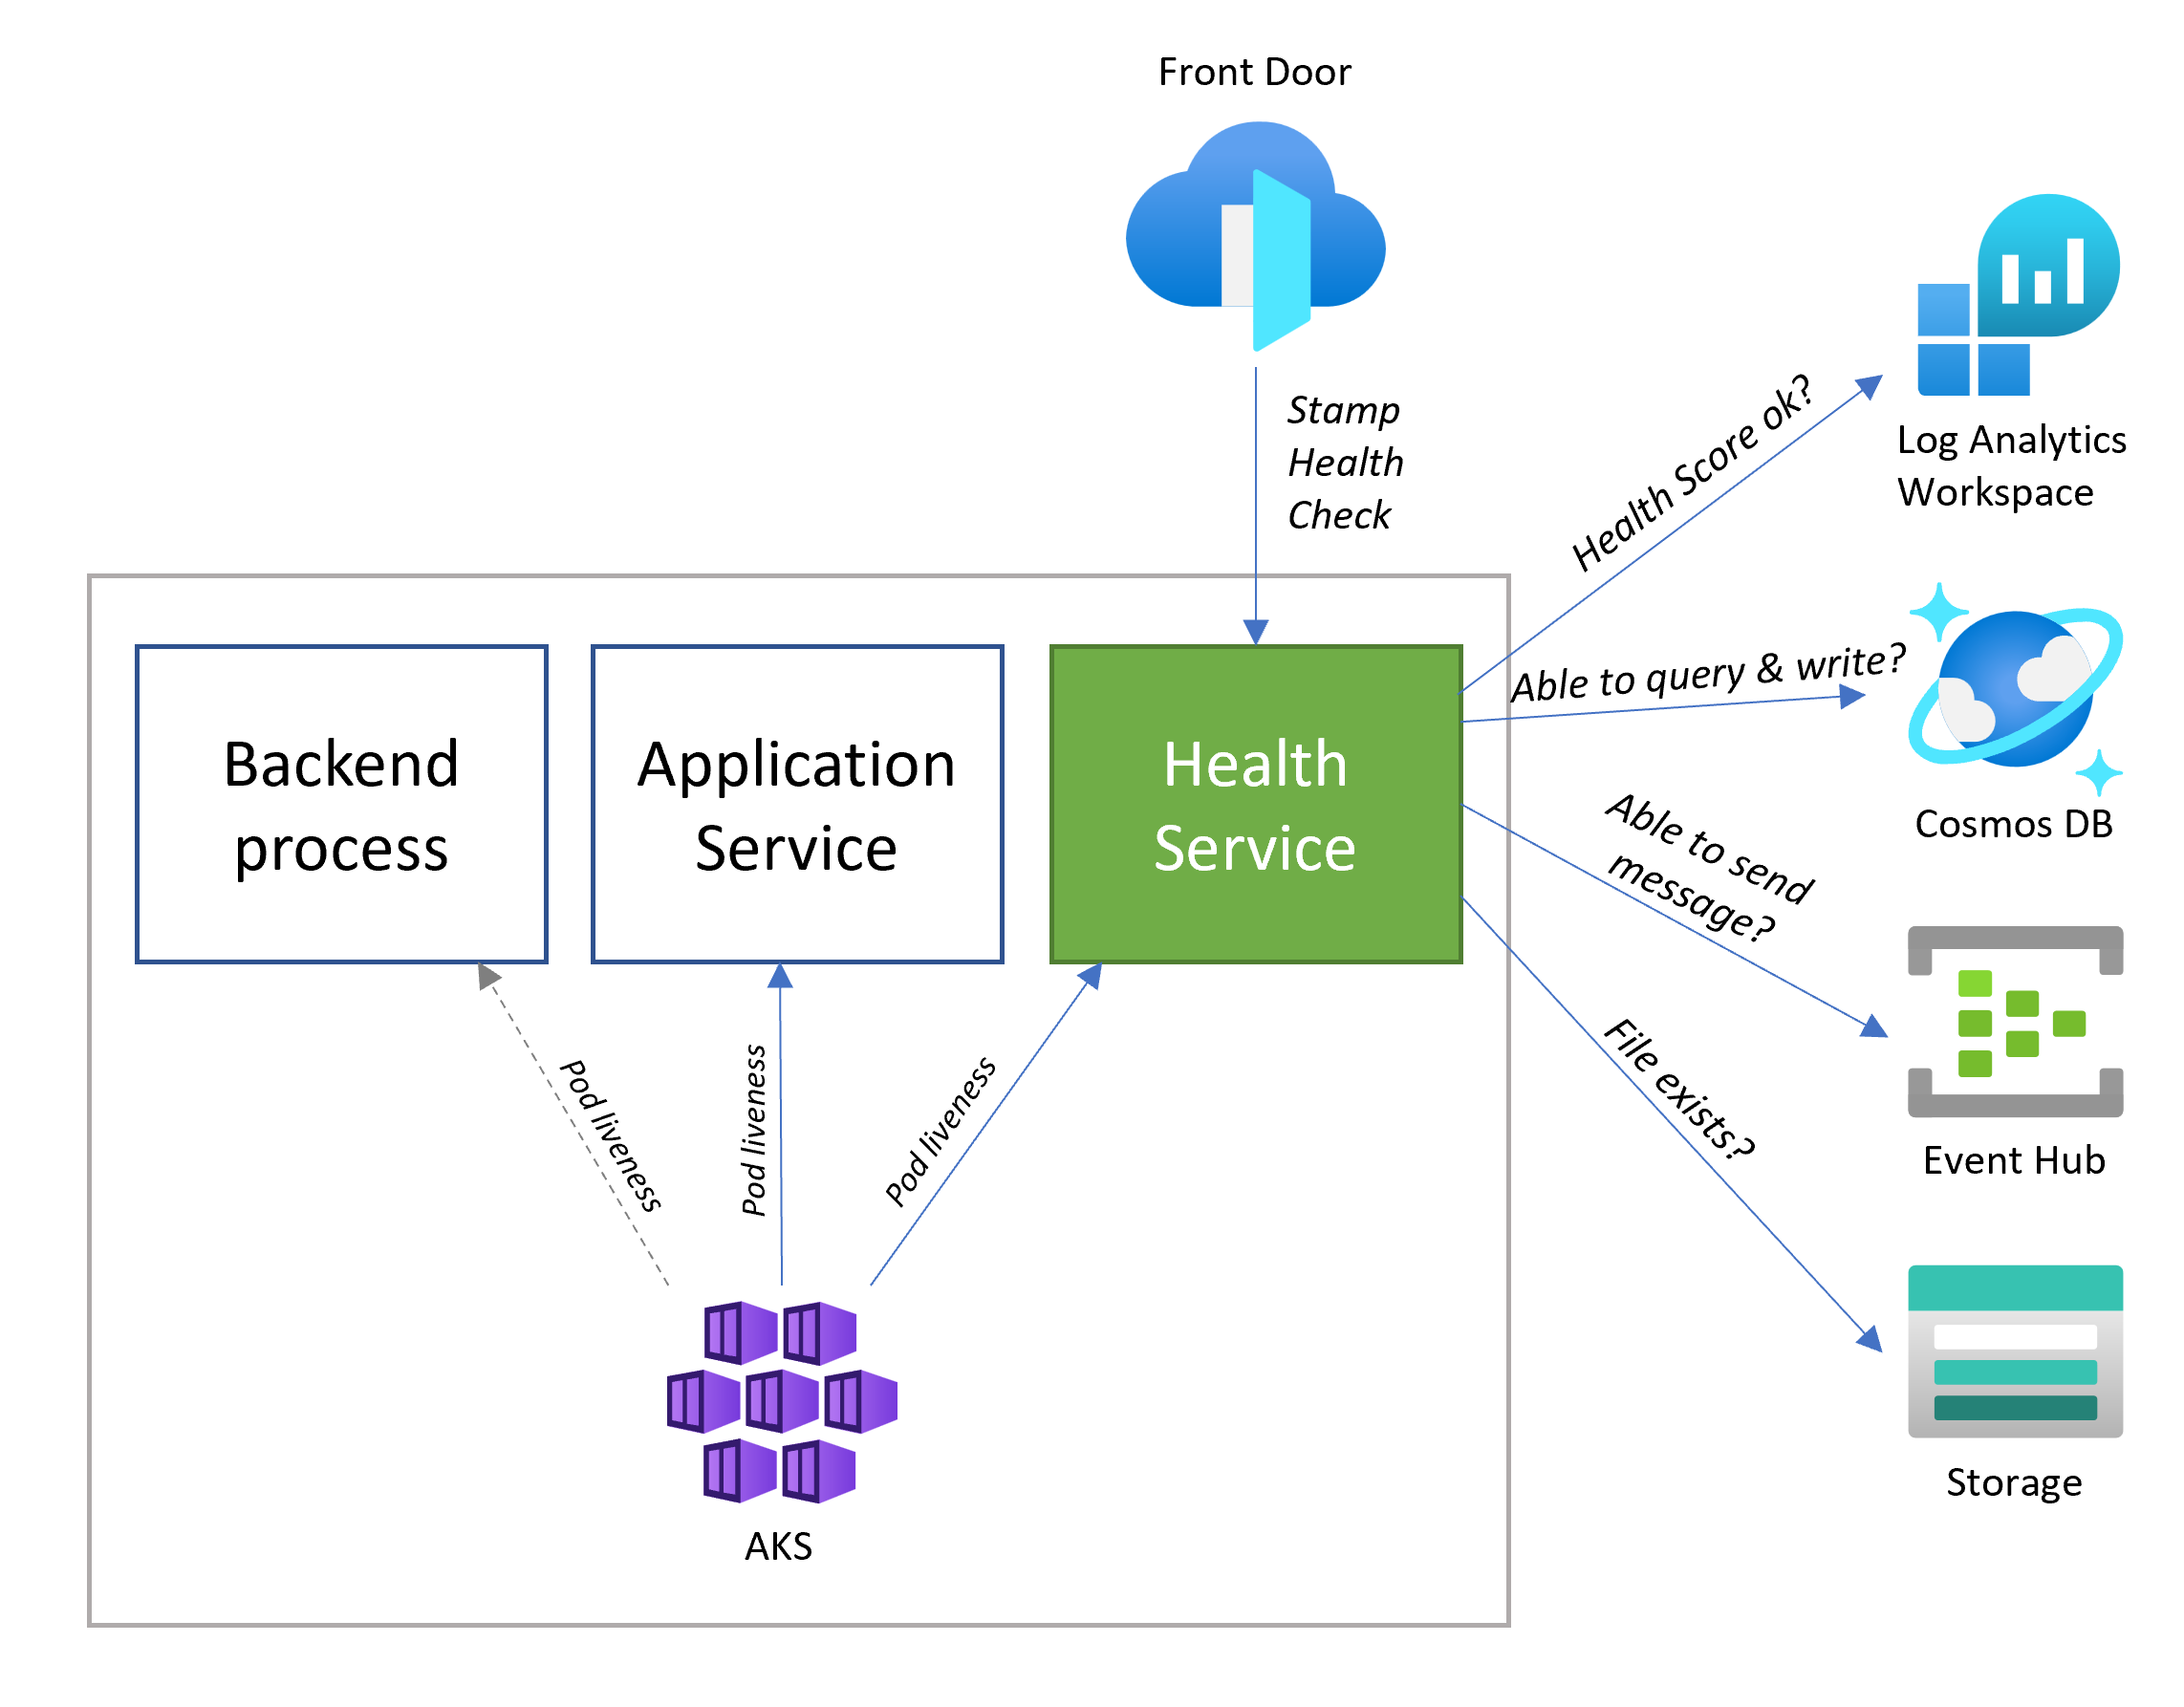 Front Door
Stamp
Health
Check
Health Score ok?
Log Analytics
Workspace
Able to query & write?
Cosmos DB
Backend
process
Application
Service
Health
Service
Able to send
message?
Event Hub
File exists?
Storage
Pod liveness
Pod liveness
Pod liveness
AKS